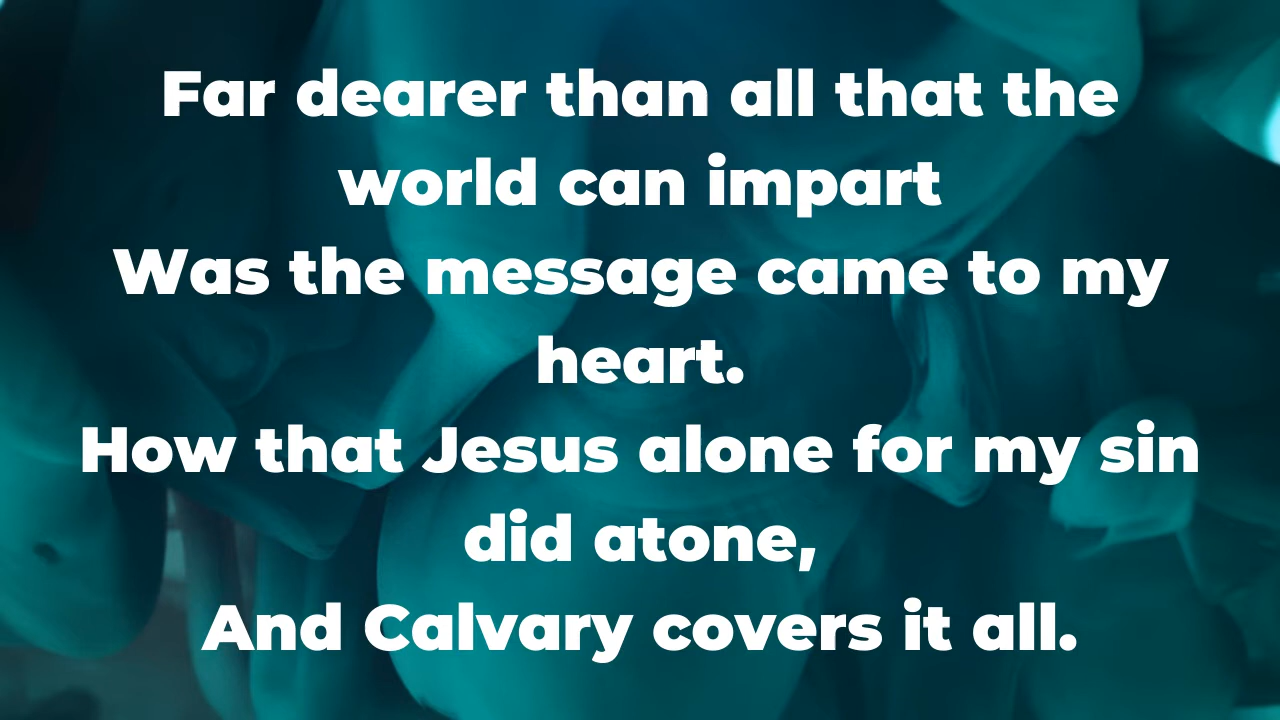 Far dearer than all that the
world can impart
Was the message came to my
heart.
How that Jesus alone for my sin
did atone,
And Calvary covers it all.